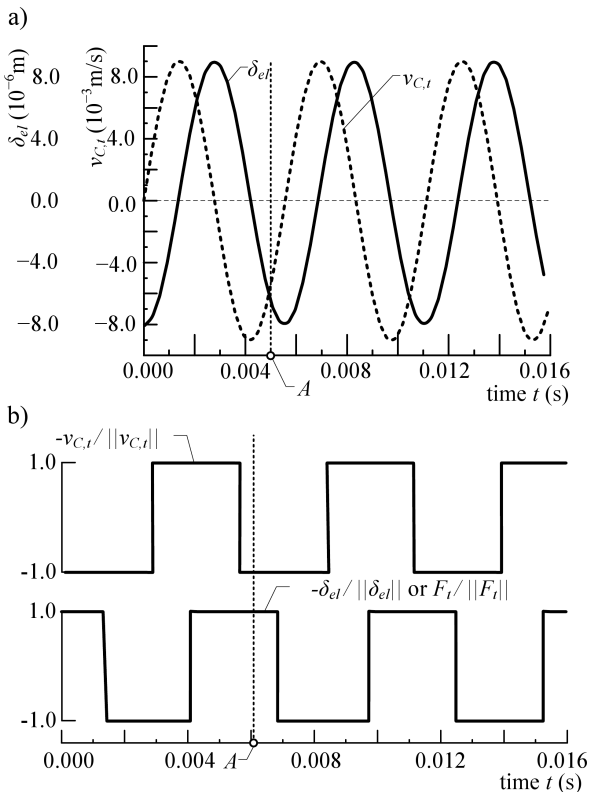 a)
δel (10⁻⁶m)
vC,t (10⁻³m/s)
8.0 8.0
4.0 4.0
0.0 0.0
−4.0 −4.0
−8.0 −8.0
δel
vC,t
0.000 0.004 0.008 0.012 0.016
A
time t (s)
b)
-vC,t / ||vC,t||
1.0
-1.0
-δel / ||δel|| or Ft / ||Ft||
1.0
-1.0
0.000 0.004 0.008 0.012 0.016
A
time t (s)